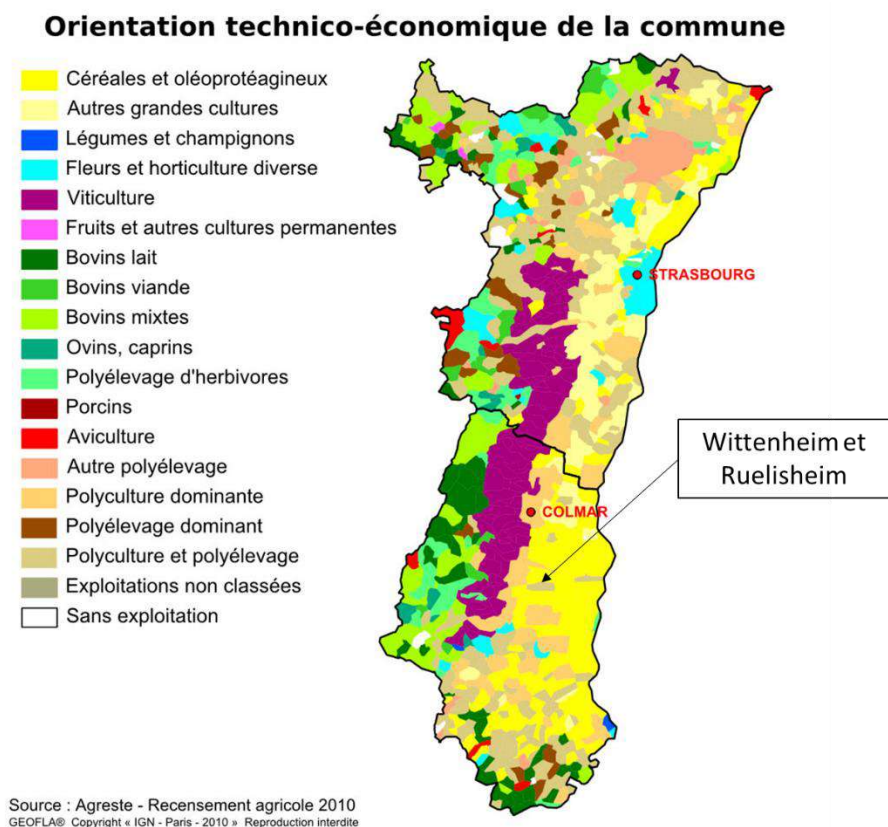 Orientation technico-économique de la commune
Céréales et oléoprotéagineux
Autres grandes cultures
Légumes et champignons
Fleurs et horticulture diverse
Viticulture
Fruits et autres cultures permanentes
Bovins lait
Bovins viande
Bovins mixtes
Ovins, caprins
Polyélevage d'herbivores
Porcins
Aviculture
Autre polyélevage
Polyculture dominante
Polyélevage dominant
Polyculture et polyélevage
Exploitations non classées
Sans exploitation
STRASBOURG
Wittenheim et
Ruelisheim
COLMAR
Source : Agreste - Recensement agricole 2010
GEOFLA® Copyright « IGN - Paris - 2010 » Reproduction interdite